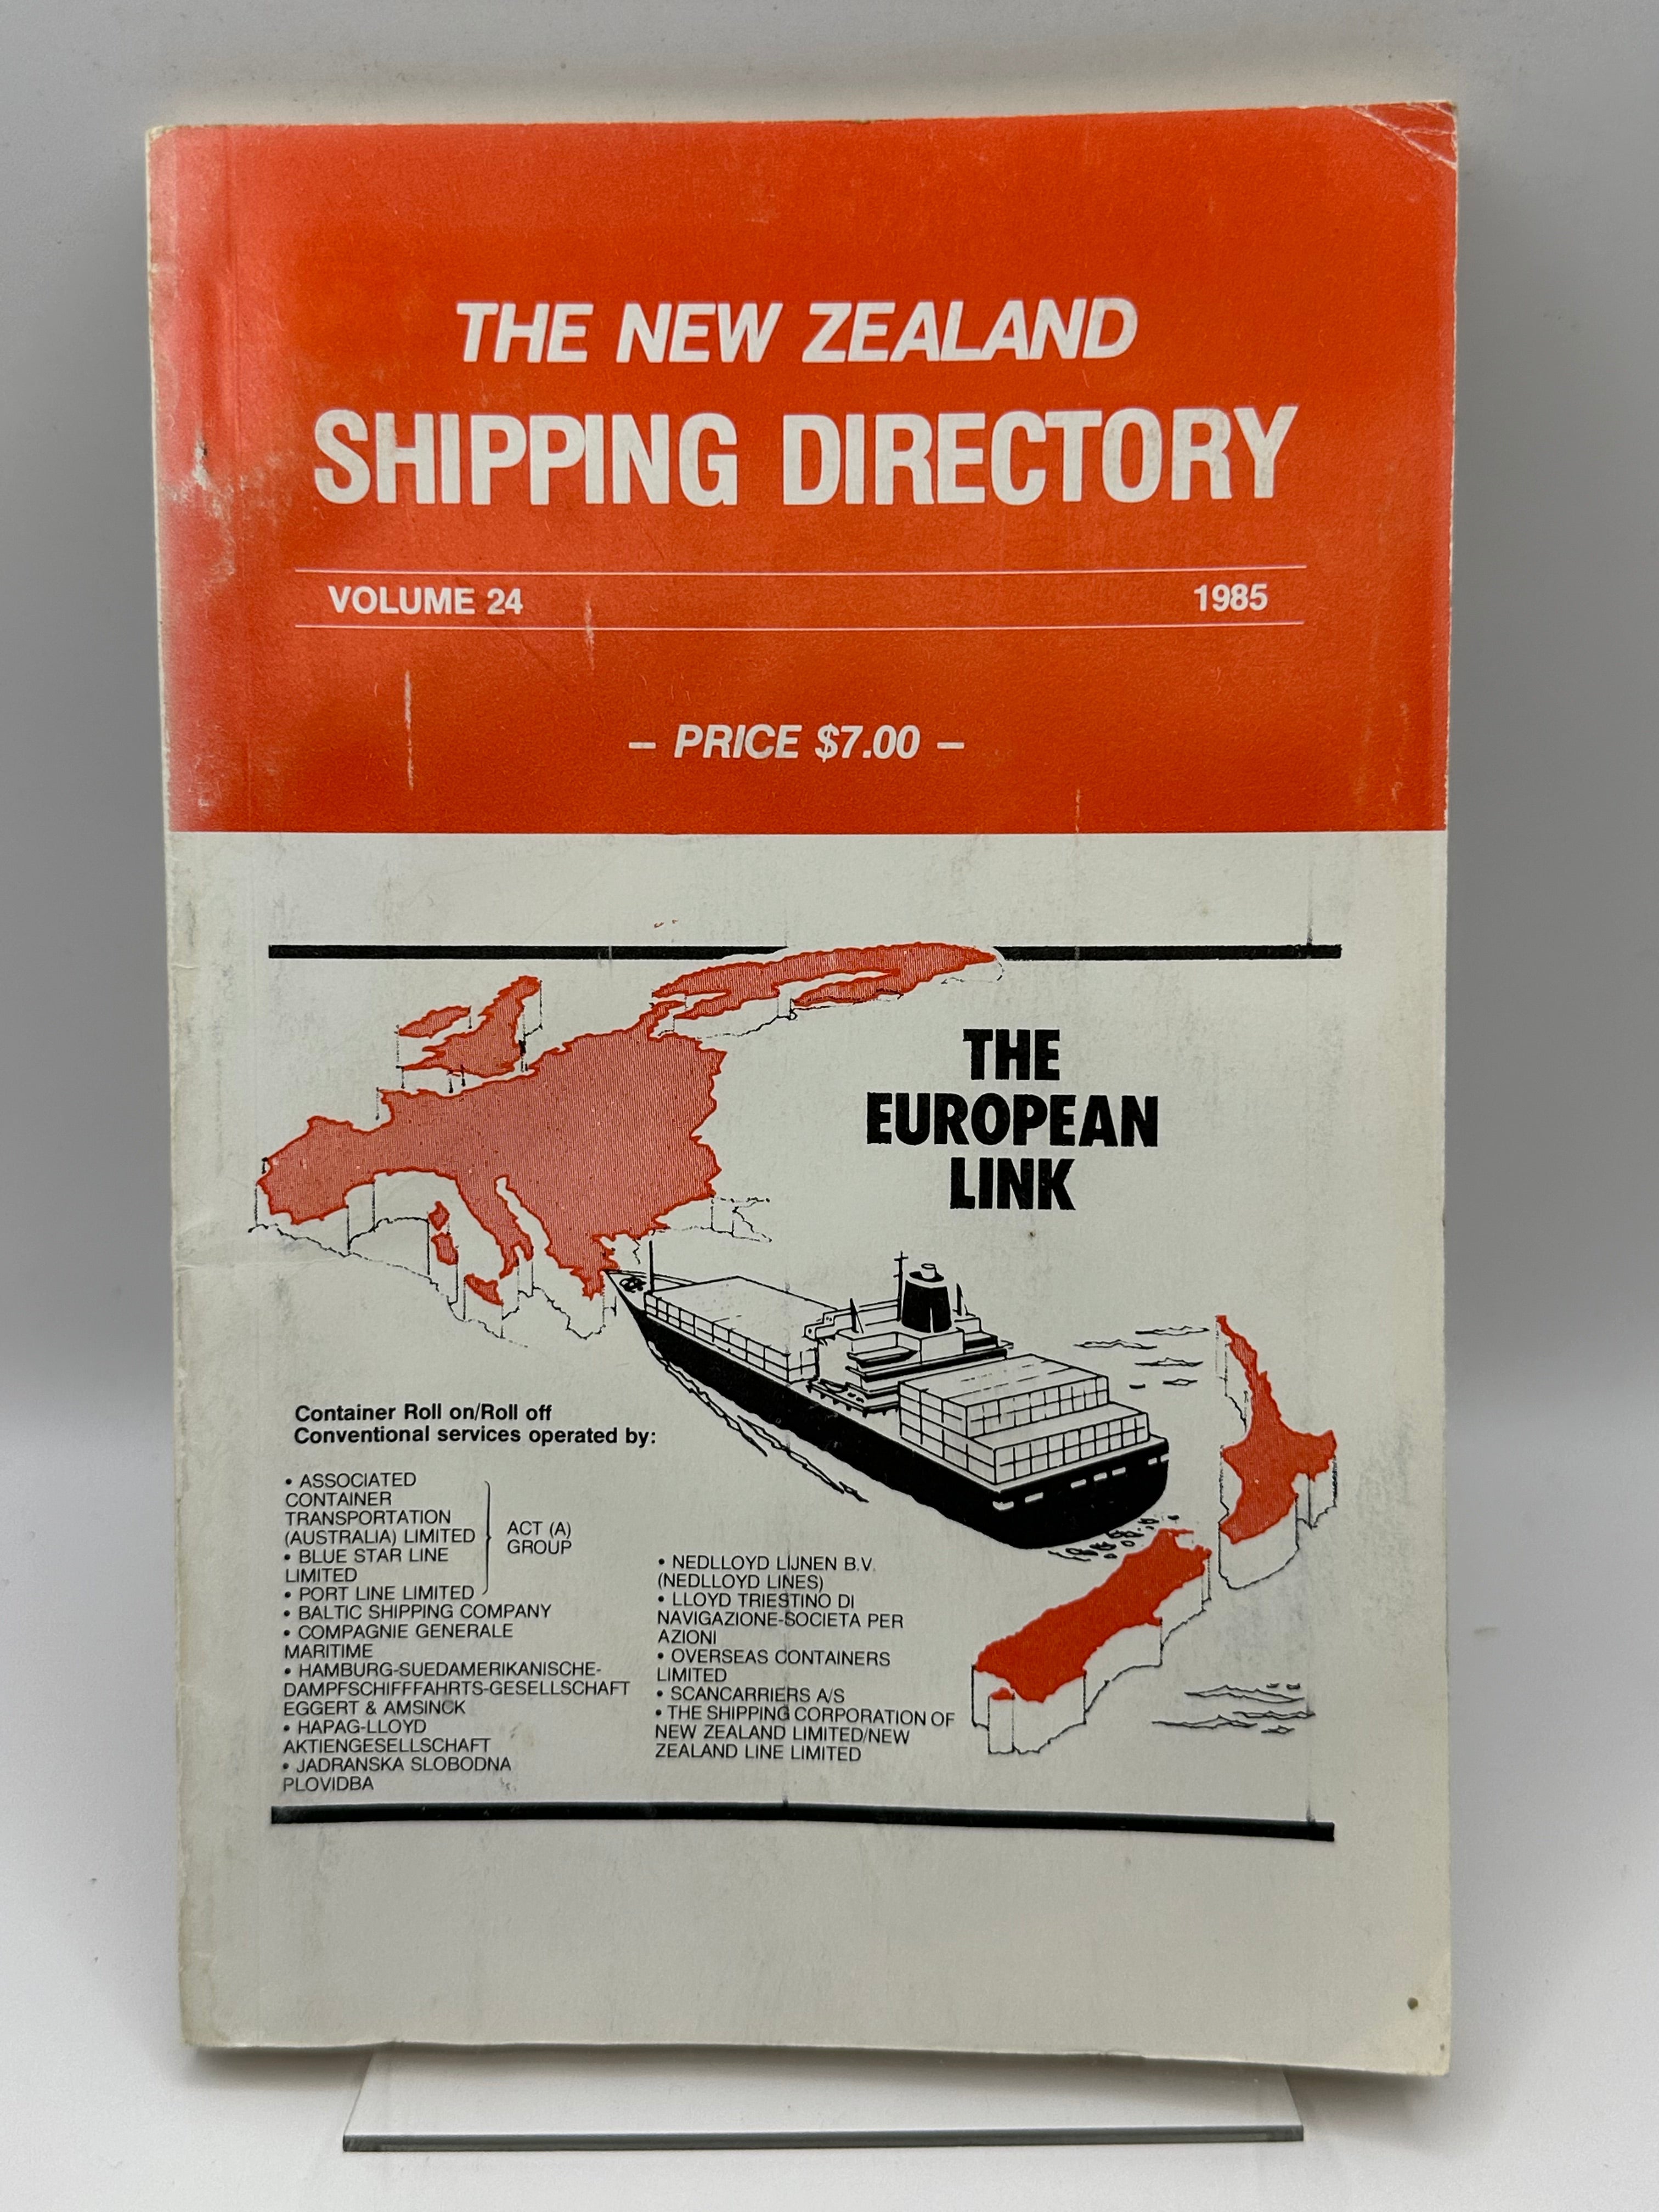 THE NEW ZEALAND
SHIPPING DIRECTORY
VOLUME 24
1985
– PRICE $7.00 –
THE
EUROPEAN
LINK
Container Roll on/Roll off
Conventional services operated by:
• ASSOCIATED
CONTAINER
TRANSPORTATION
(AUSTRALIA) LIMITED
• BLUE STAR LINE
LIMITED
• PORT LINE LIMITED
ACT (A)
GROUP
• BALTIC SHIPPING COMPANY
• COMPAGNIE GENERALE
MARITIME
• HAMBURG-SUEDAMERIKANISCHE-
DAMPFSCHIFFFAHRTS-GESELLSCHAFT
EGGERT & AMSINCK
• HAPAG-LLOYD
AKTIENGESELLSCHAFT
• JADRANSKA SLOBODNA
PLOVIDBA
• NEDLLOYD LIJNEN B.V.
(NEDLLOYD LINES)
• LLOYD TRIESTINO DI
NAVIGAZIONE-SOCIETA PER
AZIONI
• OVERSEAS CONTAINERS
LIMITED
• SCANCARRIERS A/S
• THE SHIPPING CORPORATION OF
NEW ZEALAND LIMITED/NEW
ZEALAND LINE LIMITED